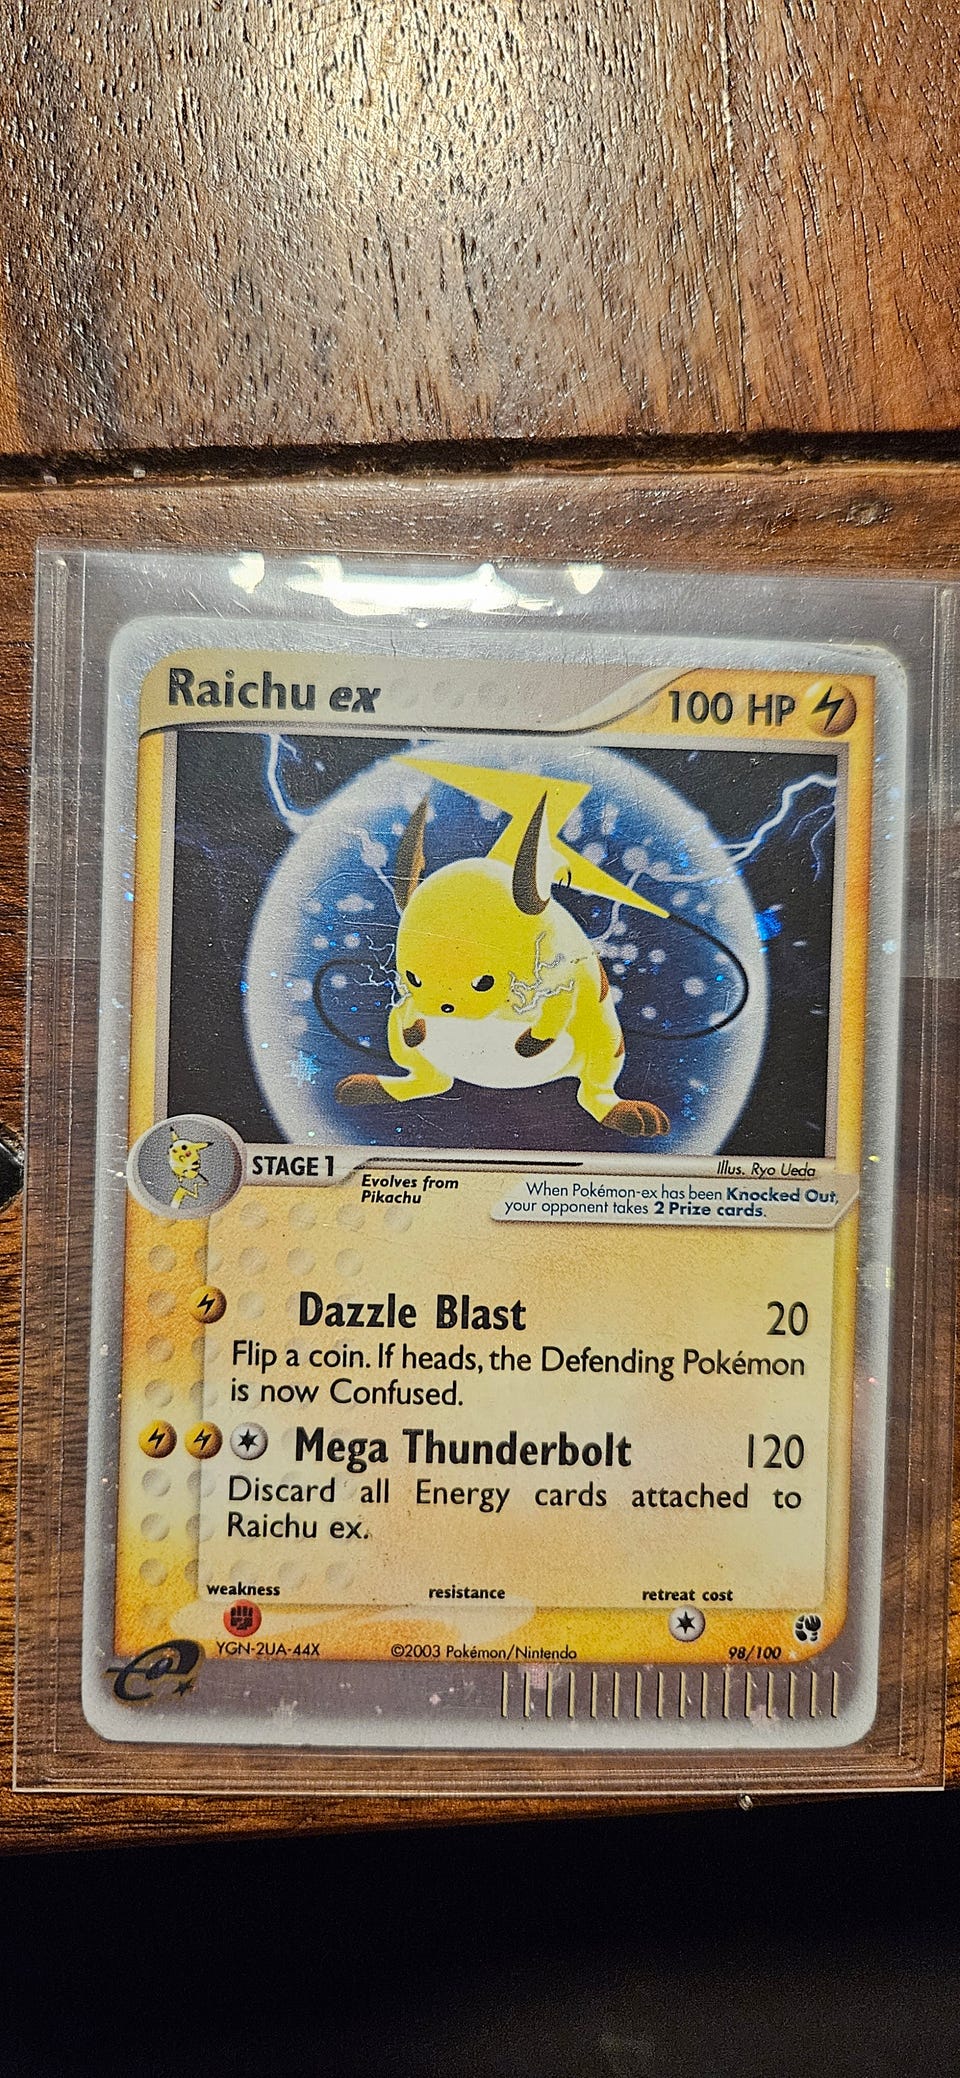 Raichu ex
100 HP
STAGE 1
Evolves from
Pikachu
Illus. Ryo Ueda
When Pokémon-ex has been Knocked Out,
your opponent takes 2 Prize cards.
Dazzle Blast 20
Flip a coin. If heads, the Defending Pokémon
is now Confused.
Mega Thunderbolt 120
Discard all Energy cards attached to
Raichu ex.
weakness resistance retreat cost
YGN-2UA-44X ©2003 Pokémon/Nintendo 98/100
e